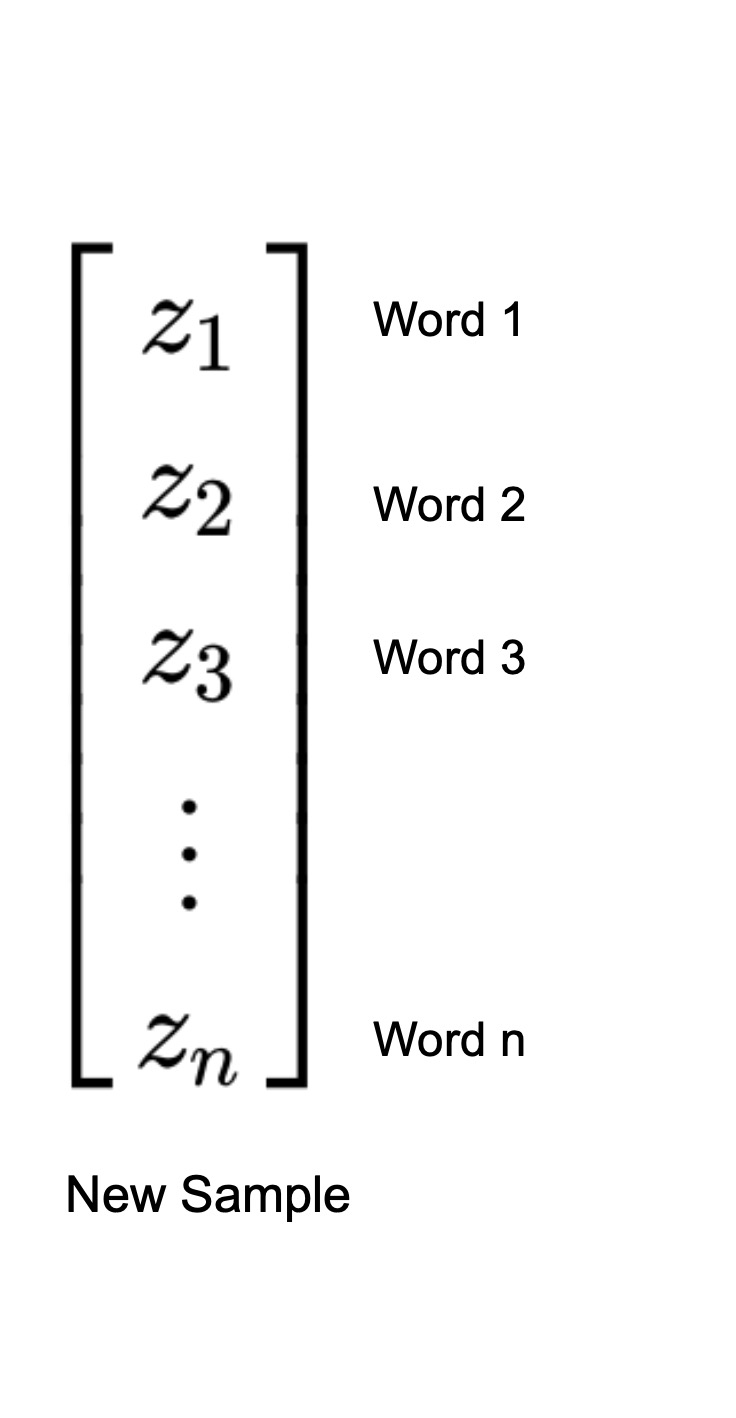 z₁ Word 1
z₂ Word 2
z₃ Word 3
⋮
zₙ Word n
New Sample